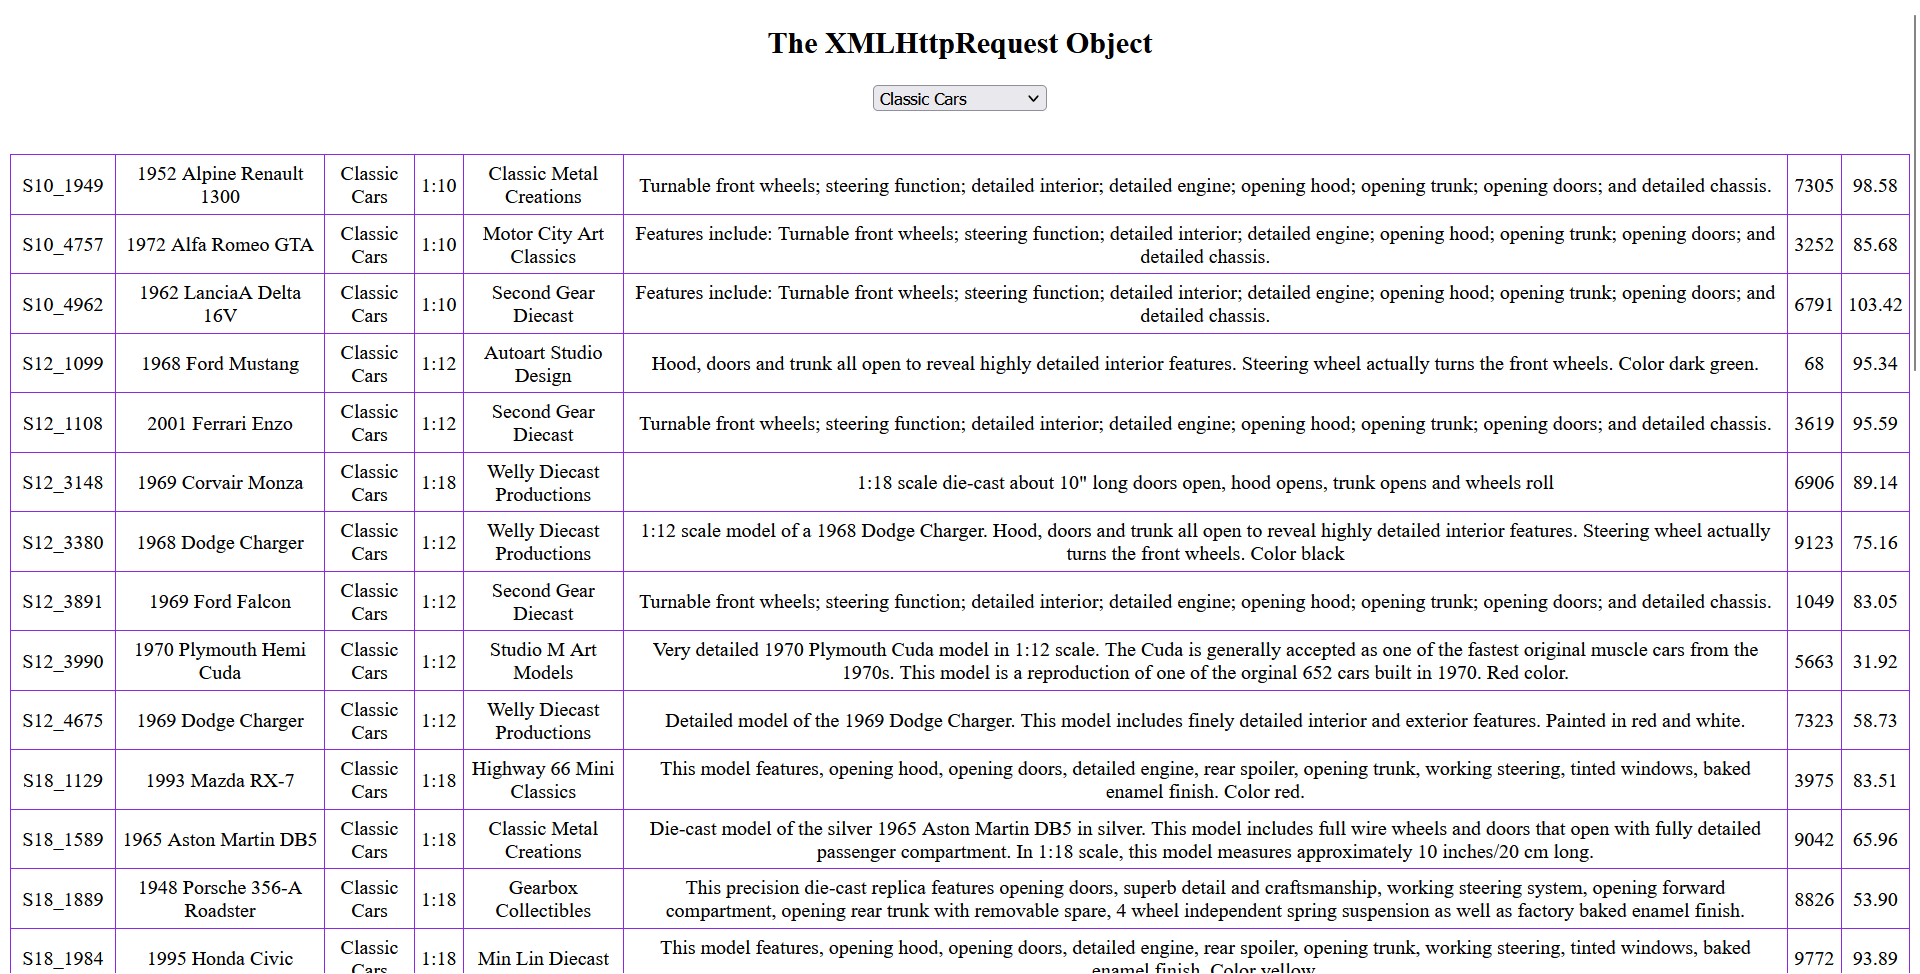 The XMLHttpRequest Object
Classic Cars
S10_1949 1952 Alpine Renault 1300 Classic Cars 1:10 Classic Metal Creations Turnable front wheels; steering function; detailed interior; detailed engine; opening hood; opening trunk; opening doors; and detailed chassis. 7305 98.58
S10_4757 1972 Alfa Romeo GTA Classic Cars 1:10 Motor City Art Classics Features include: Turnable front wheels; steering function; detailed interior; detailed engine; opening hood; opening trunk; opening doors; and detailed chassis. 3252 85.68
S10_4962 1962 LanciaA Delta 16V Classic Cars 1:10 Second Gear Diecast Features include: Turnable front wheels; steering function; detailed interior; detailed engine; opening hood; opening trunk; opening doors; and detailed chassis. 6791 103.42
S12_1099 1968 Ford Mustang Classic Cars 1:12 Autoart Studio Design Hood, doors and trunk all open to reveal highly detailed interior features. Steering wheel actually turns the front wheels. Color dark green. 68 95.34
S12_1108 2001 Ferrari Enzo Classic Cars 1:12 Second Gear Diecast Turnable front wheels; steering function; detailed interior; detailed engine; opening hood; opening trunk; opening doors; and detailed chassis. 3619 95.59
S12_3148 1969 Corvair Monza Classic Cars 1:18 Welly Diecast Productions 1:18 scale die-cast about 10" long doors open, hood opens, trunk opens and wheels roll 6906 89.14
S12_3380 1968 Dodge Charger Classic Cars 1:12 Welly Diecast Productions 1:12 scale model of a 1968 Dodge Charger. Hood, doors and trunk all open to reveal highly detailed interior features. Steering wheel actually turns the front wheels. Color black 9123 75.16
S12_3891 1969 Ford Falcon Classic Cars 1:12 Second Gear Diecast Turnable front wheels; steering function; detailed interior; detailed engine; opening hood; opening trunk; opening doors; and detailed chassis. 1049 83.05
S12_3990 1970 Plymouth Hemi Cuda Classic Cars 1:12 Studio M Art Models Very detailed 1970 Plymouth Cuda model in 1:12 scale. The Cuda is generally accepted as one of the fastest original muscle cars from the 1970s. This model is a reproduction of one of the orginal 652 cars built in 1970. Red color. 5663 31.92
S12_4675 1969 Dodge Charger Classic Cars 1:12 Welly Diecast Productions Detailed model of the 1969 Dodge Charger. This model includes finely detailed interior and exterior features. Painted in red and white. 7323 58.73
S18_1129 1993 Mazda RX-7 Classic Cars 1:18 Highway 66 Mini Classics This model features, opening hood, opening doors, detailed engine, rear spoiler, opening trunk, working steering, tinted windows, baked enamel finish. Color red. 3975 83.51
S18_1589 1965 Aston Martin DB5 Classic Cars 1:18 Classic Metal Creations Die-cast model of the silver 1965 Aston Martin DB5 in silver. This model includes full wire wheels and doors that open with fully detailed passenger compartment. In 1:18 scale, this model measures approximately 10 inches/20 cm long. 9042 65.96
S18_1889 1948 Porsche 356-A Roadster Classic Cars 1:18 Gearbox Collectibles This precision die-cast replica features opening doors, superb detail and craftsmanship, working steering system, opening forward compartment, opening rear trunk with removable spare, 4 wheel independent spring suspension as well as factory baked enamel finish. 8826 53.90
S18_1984 1995 Honda Civic Classic Cars 1:18 Min Lin Diecast This model features, opening hood, opening doors, detailed engine, rear spoiler, opening trunk, working steering, tinted windows, baked enamel finish. Color yellow. 9772 93.89